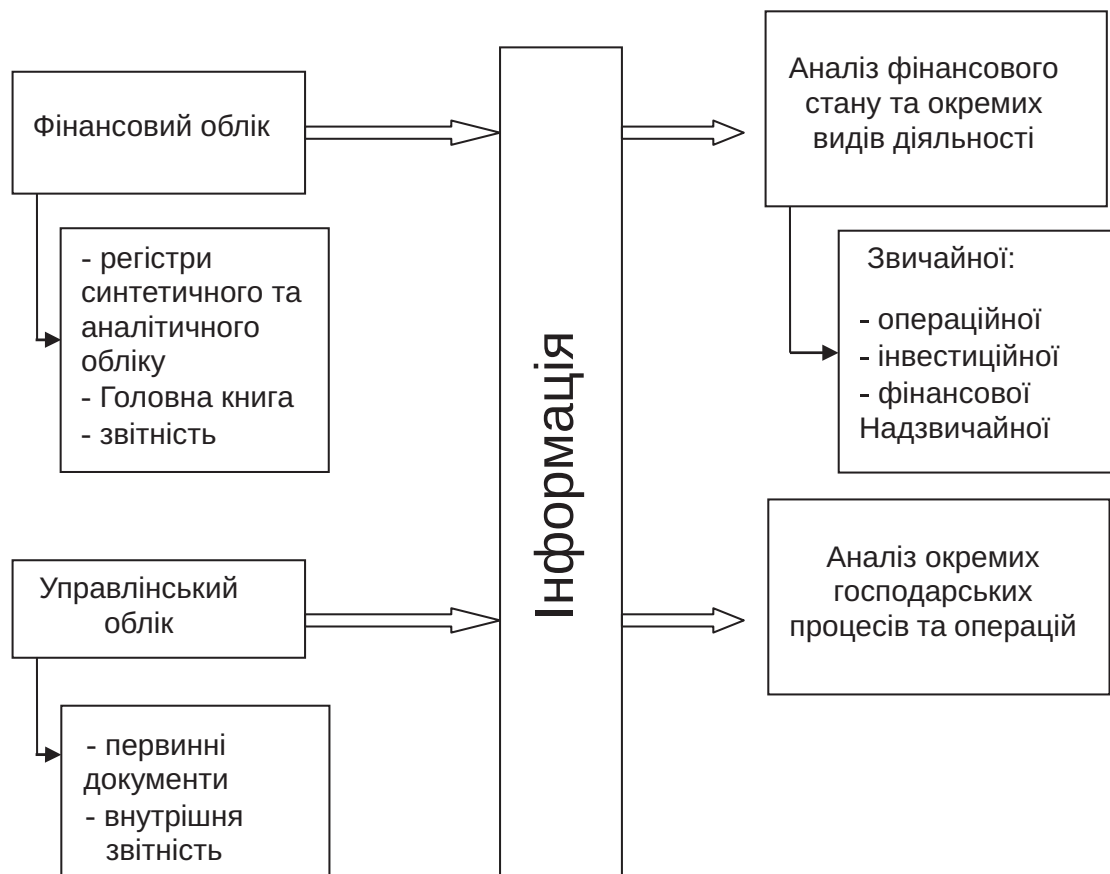 Фінансовий облік
- регістри
синтетичного та
аналітичного
обліку
- Головна книга
- звітність
Управлінський
облік
- первинні
документи
- внутрішня
звітність
Інформація
Аналіз фінансового
стану та окремих
видів діяльності
Звичайної:
- операційної
- інвестиційної
- фінансової
Надзвичайної
Аналіз окремих
господарських
процесів та операцій